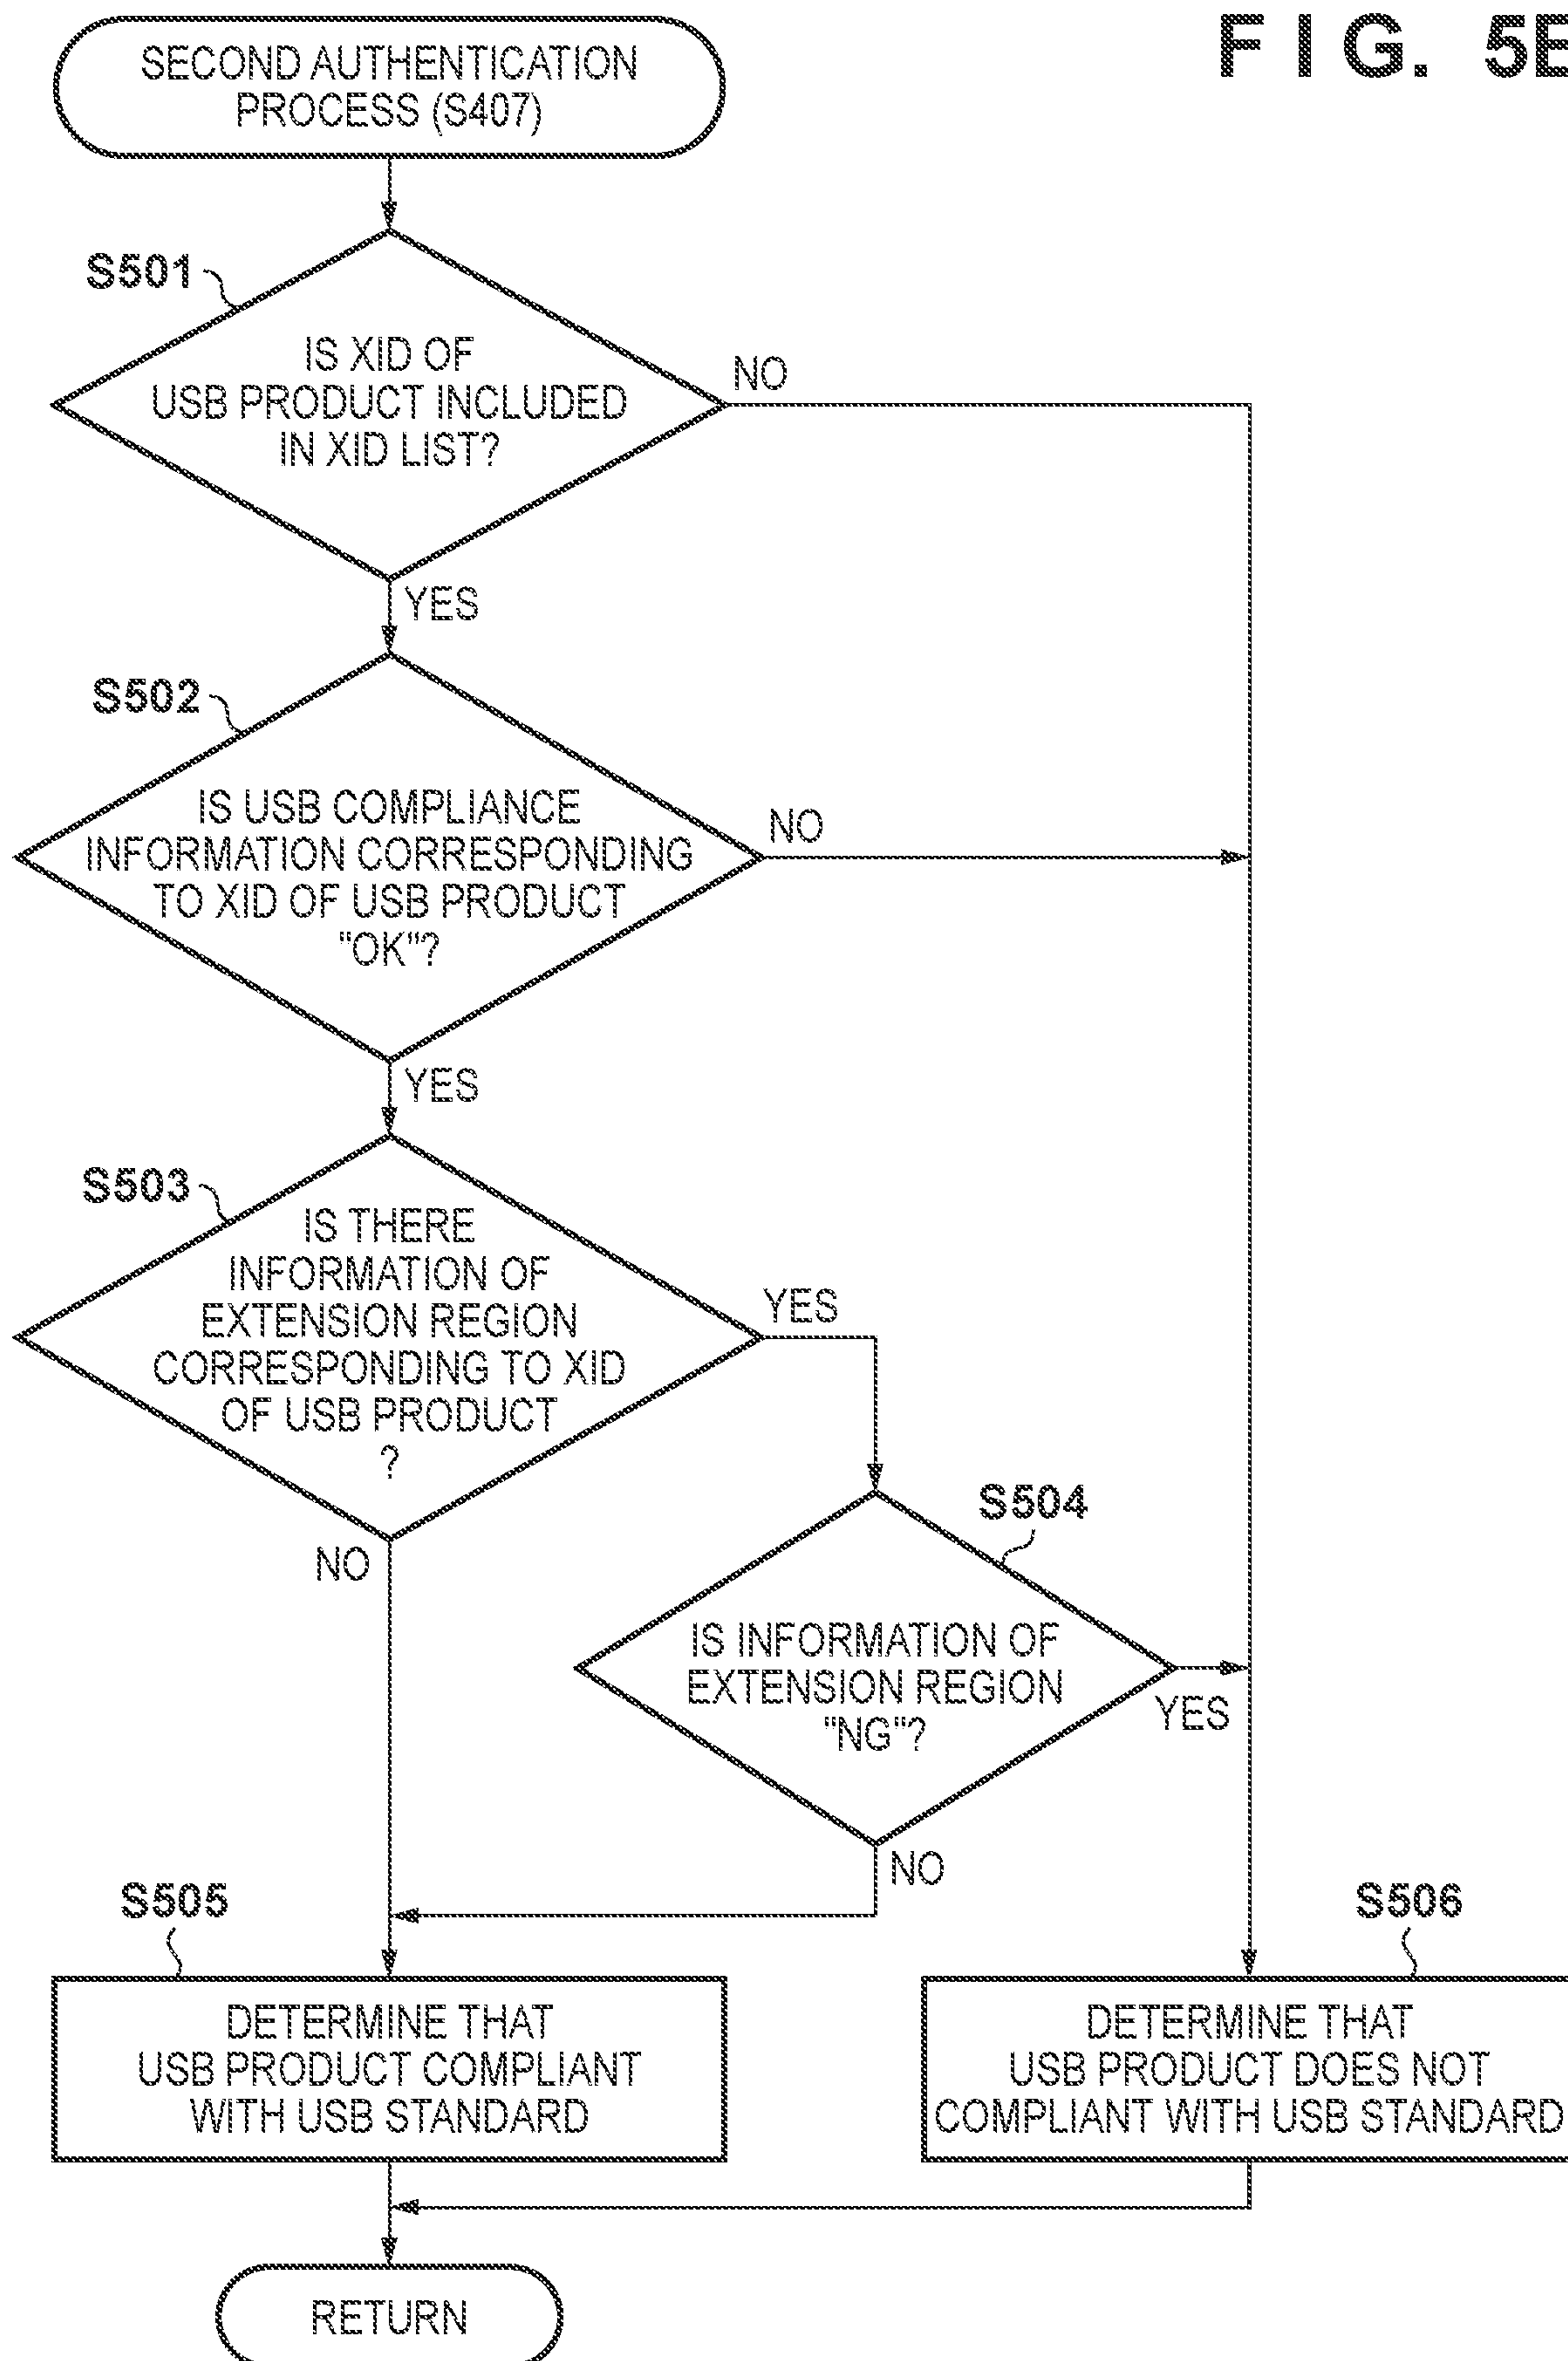 F I G. 5B
SECOND AUTHENTICATION
PROCESS (S407)
S501
IS XID OF
USB PRODUCT INCLUDED
IN XID LIST?
NO
YES
S502
IS USB COMPLIANCE
INFORMATION CORRESPONDING
TO XID OF USB PRODUCT
"OK"?
NO
YES
S503
IS THERE
INFORMATION OF
EXTENSION REGION
CORRESPONDING TO XID
OF USB PRODUCT
?
YES
NO
S504
IS INFORMATION OF
EXTENSION REGION
"NG"?
YES
NO
S505
DETERMINE THAT
USB PRODUCT COMPLIANT
WITH USB STANDARD
S506
DETERMINE THAT
USB PRODUCT DOES NOT
COMPLIANT WITH USB STANDARD
RETURN